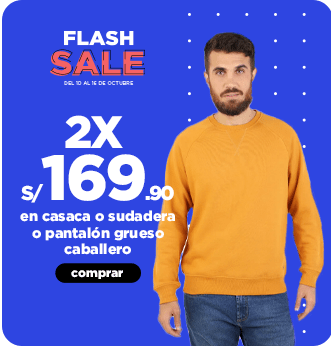 FLASH
SALE
DEL 10 AL 16 DE OCTUBRE
2X
S/169.90
en casaca o sudadera
o pantalón grueso
caballero
comprar